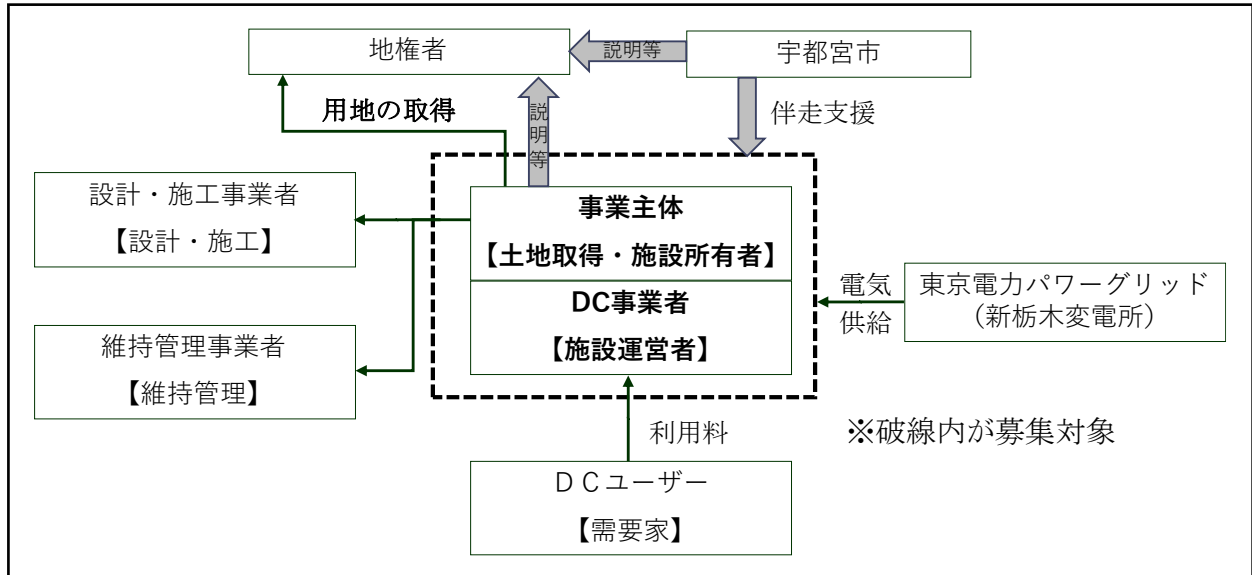 地権者
説明等
宇都宮市
用地の取得
説明等
伴走支援
設計・施工事業者
【設計・施工】
事業主体
【土地取得・施設所有者】
DC事業者
【施設運営者】
電気
供給
東京電力パワーグリッド
（新栃木変電所）
維持管理事業者
【維持管理】
利用料
※破線内が募集対象
ＤＣユーザー
【需要家】